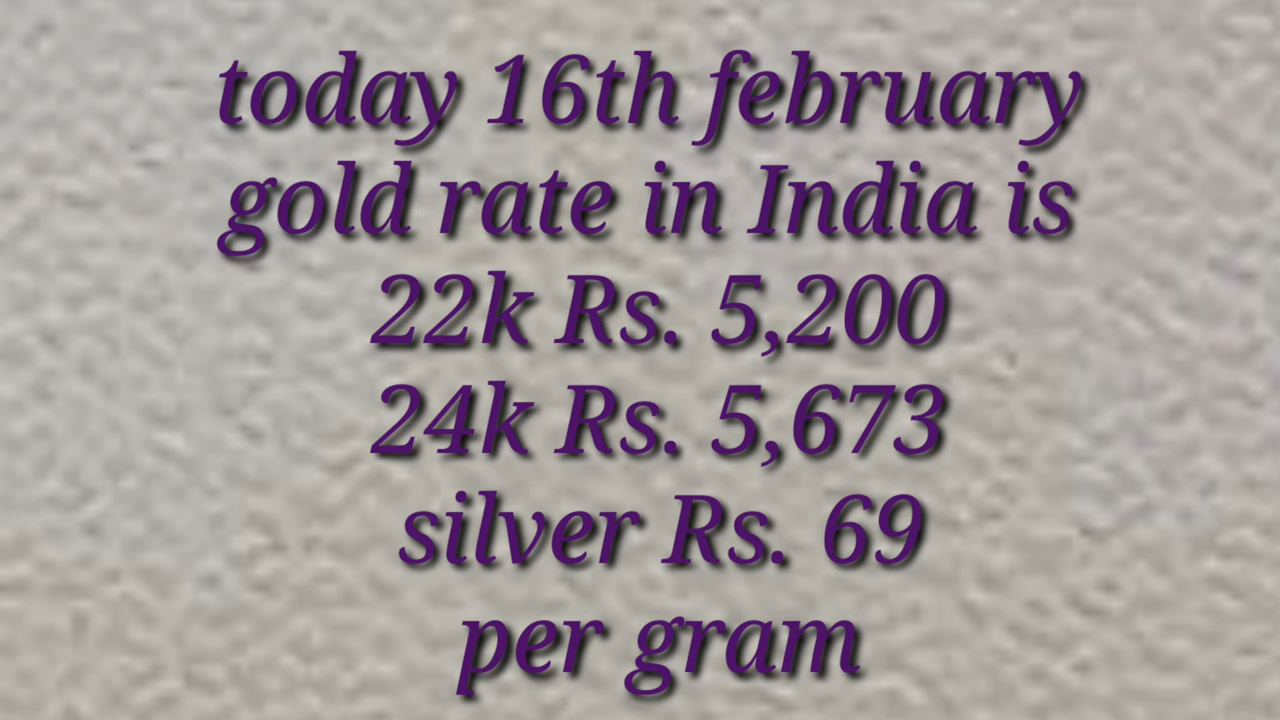 today 16th february
gold rate in India is
22k Rs. 5,200
24k Rs. 5,673
silver Rs. 69
per gram